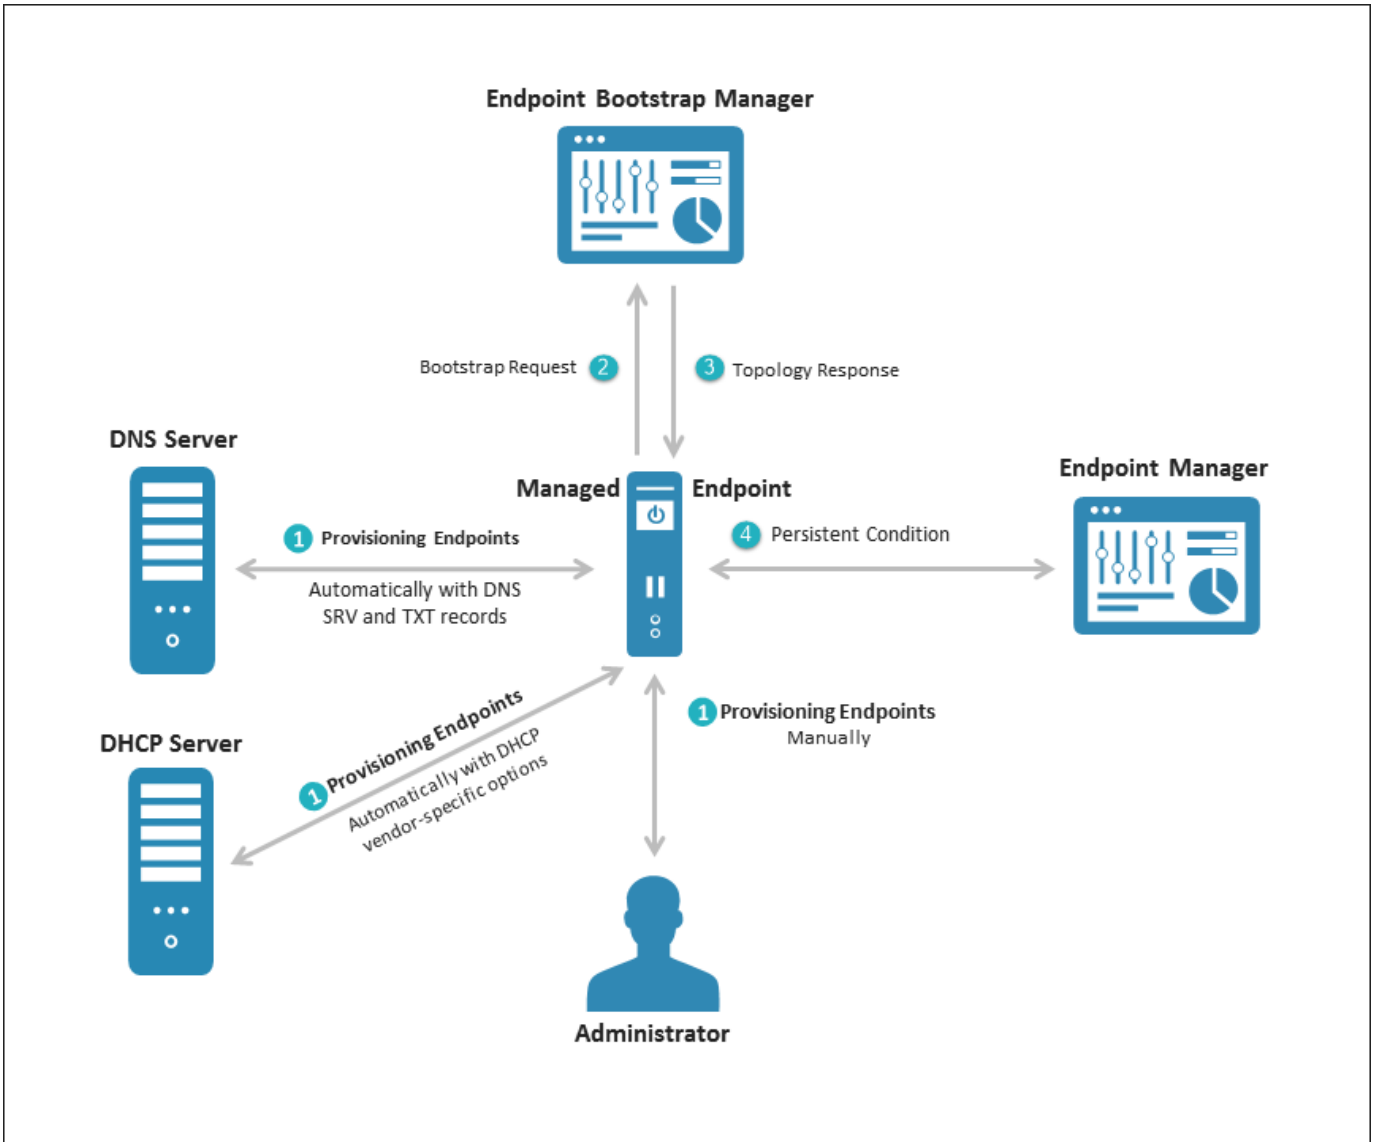 Endpoint Bootstrap Manager
Bootstrap Request 2
3 Topology Response
DNS Server
Endpoint Manager
Managed Endpoint
1 Provisioning Endpoints
Automatically with DNS
SRV and TXT records
4 Persistent Condition
DHCP Server
1 Provisioning Endpoints
Automatically with DHCP
vendor-specific options
1 Provisioning Endpoints
Manually
Administrator